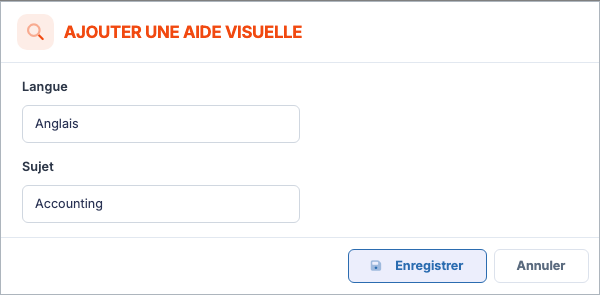 AJOUTER UNE AIDE VISUELLE
Langue
Anglais
Sujet
Accounting
Enregistrer
Annuler